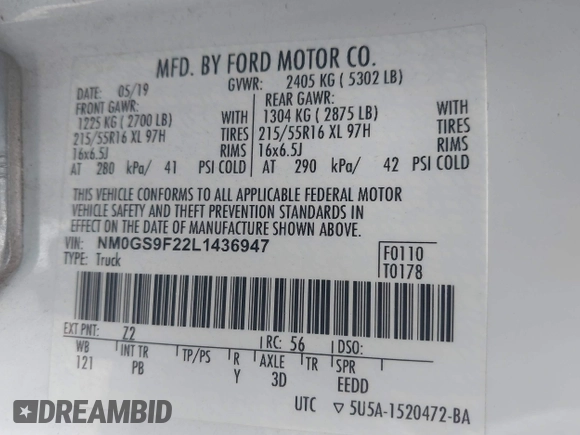 MFD. BY FORD MOTOR CO.
DATE: 05/19 GVWR: 2405 KG ( 5302 LB)
FRONT GAWR: REAR GAWR:
1225 KG ( 2700 LB) WITH 1304 KG ( 2875 LB) WITH
215/55R16 XL 97H TIRES 215/55R16 XL 97H TIRES
16x6.5J RIMS 16x6.5J RIMS
AT 280 kPa/ 41 PSI COLD AT 290 kPa/ 42 PSI COLD
THIS VEHICLE CONFORMS TO ALL APPLICABLE FEDERAL MOTOR
VEHICLE SAFETY AND THEFT PREVENTION STANDARDS IN
EFFECT ON THE DATE OF MANUFACTURE SHOWN ABOVE.
VIN: NM0GS9F22L1436947
TYPE: Truck
F0110
T0178
EXT PNT: Z2 RC: 56 DSO:
WB INT TR TP/PS R AXLE TR SPR
121 PB Y 3D EEDD
UTC ▽ 5U5A-1520472-BA
DREAMBID